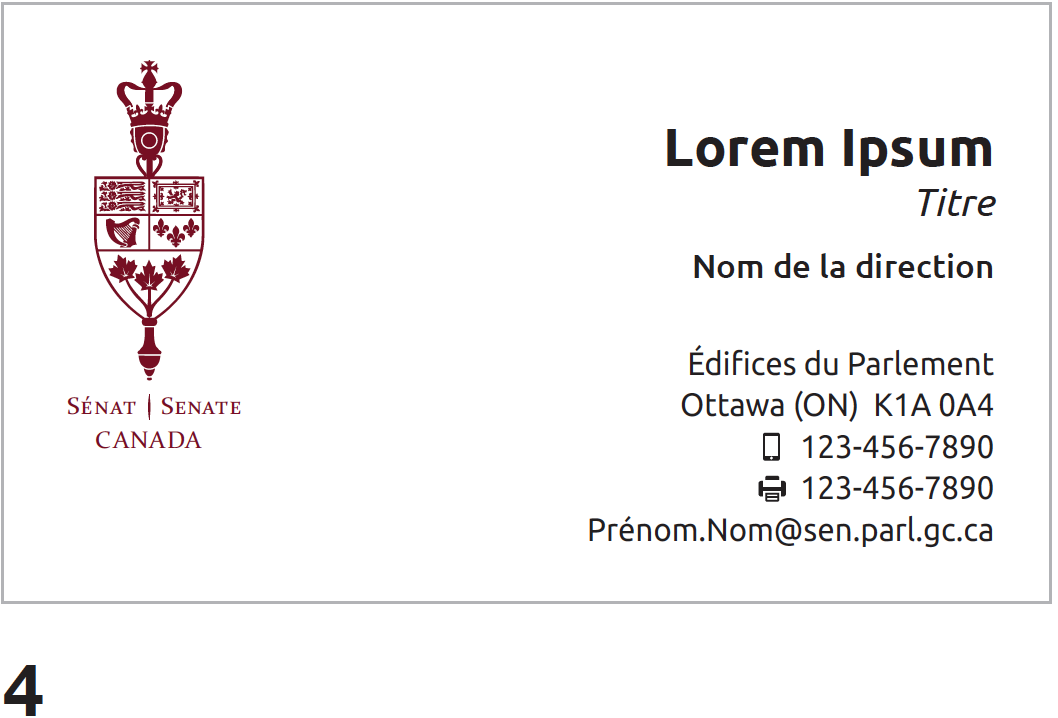 Lorem Ipsum
Titre
Nom de la direction
Édifices du Parlement
Ottawa (ON)  K1A 0A4
123-456-7890
123-456-7890
Prénom.Nom@sen.parl.gc.ca
Sénat | Senate
CANADA
4